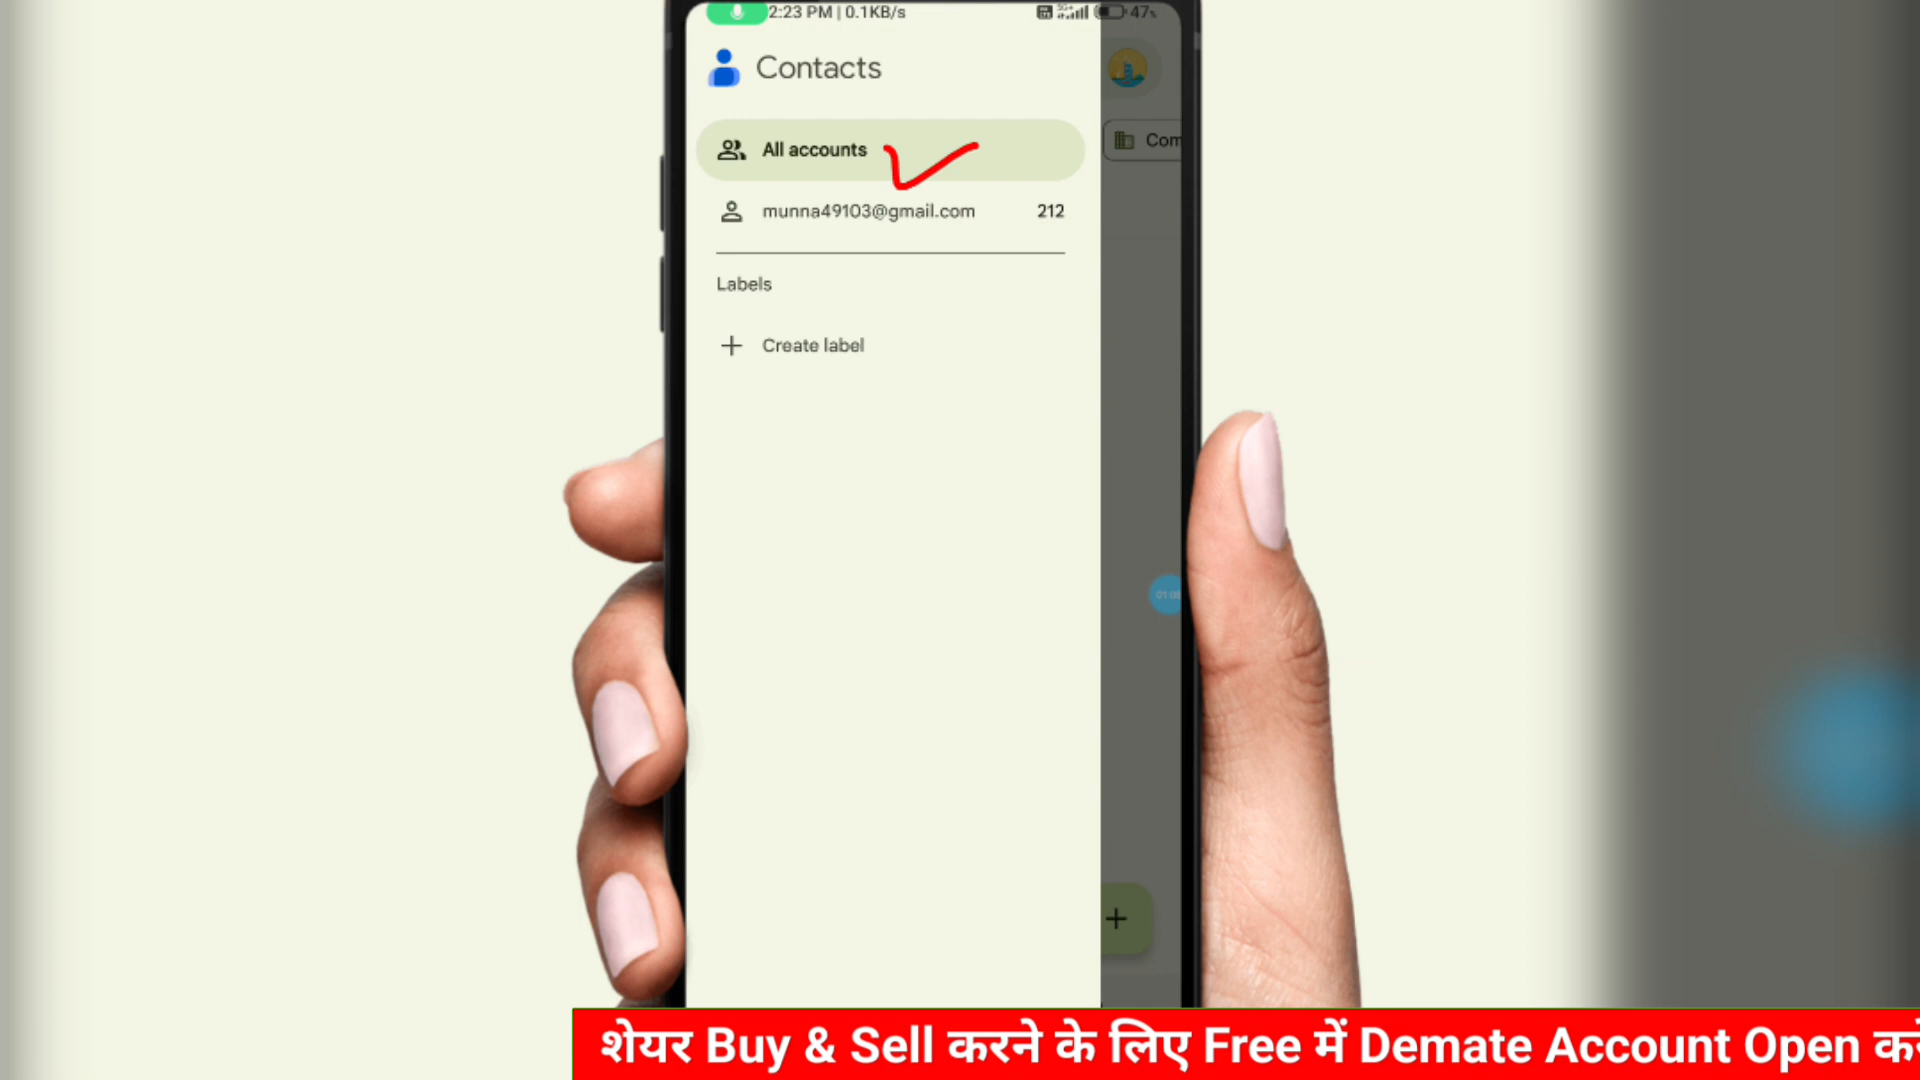 2:23 PM | 0.1KB/s
47%
Contacts
All accounts
Com
munna49103@gmail.com 212
Labels
Create label
शेयर Buy & Sell करने के लिए Free में Demate Account Open